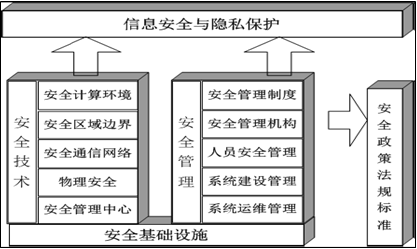 信息安全与隐私保护
安全技术
安全计算环境
安全区域边界
安全通信网络
物理安全
安全管理中心
安全管理
安全管理制度
安全管理机构
人员安全管理
系统建设管理
系统运维管理
安全政策法规标准
安全基础设施